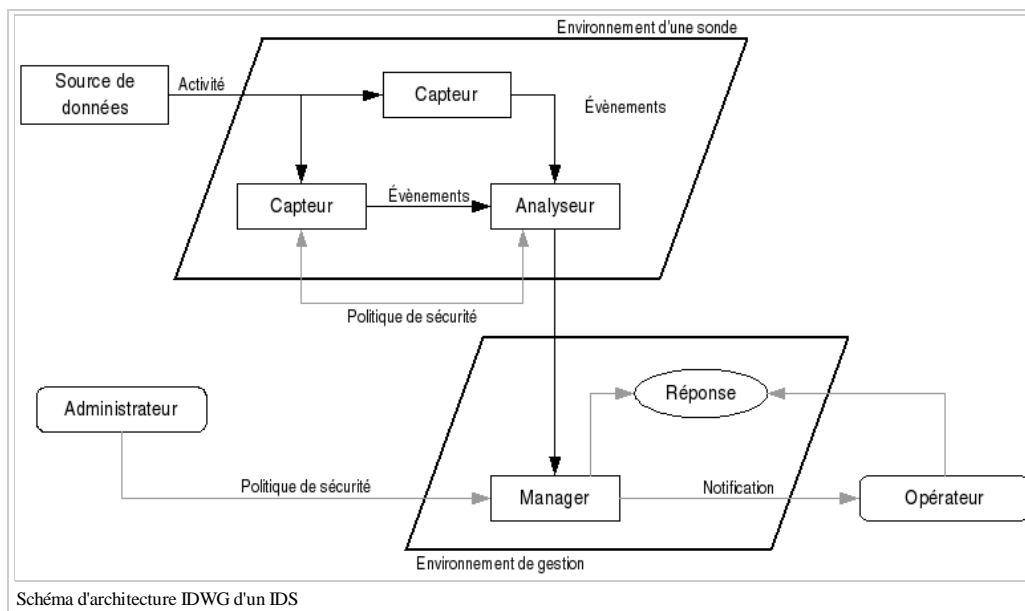 Environnement d'une sonde
Source de
données
Activité
Capteur
Évènements
Capteur
Évènements
Analyseur
Politique de sécurité
Administrateur
Réponse
Politique de sécurité
Manager
Notification
Opérateur
Environnement de gestion
Schéma d'architecture IDWG d'un IDS